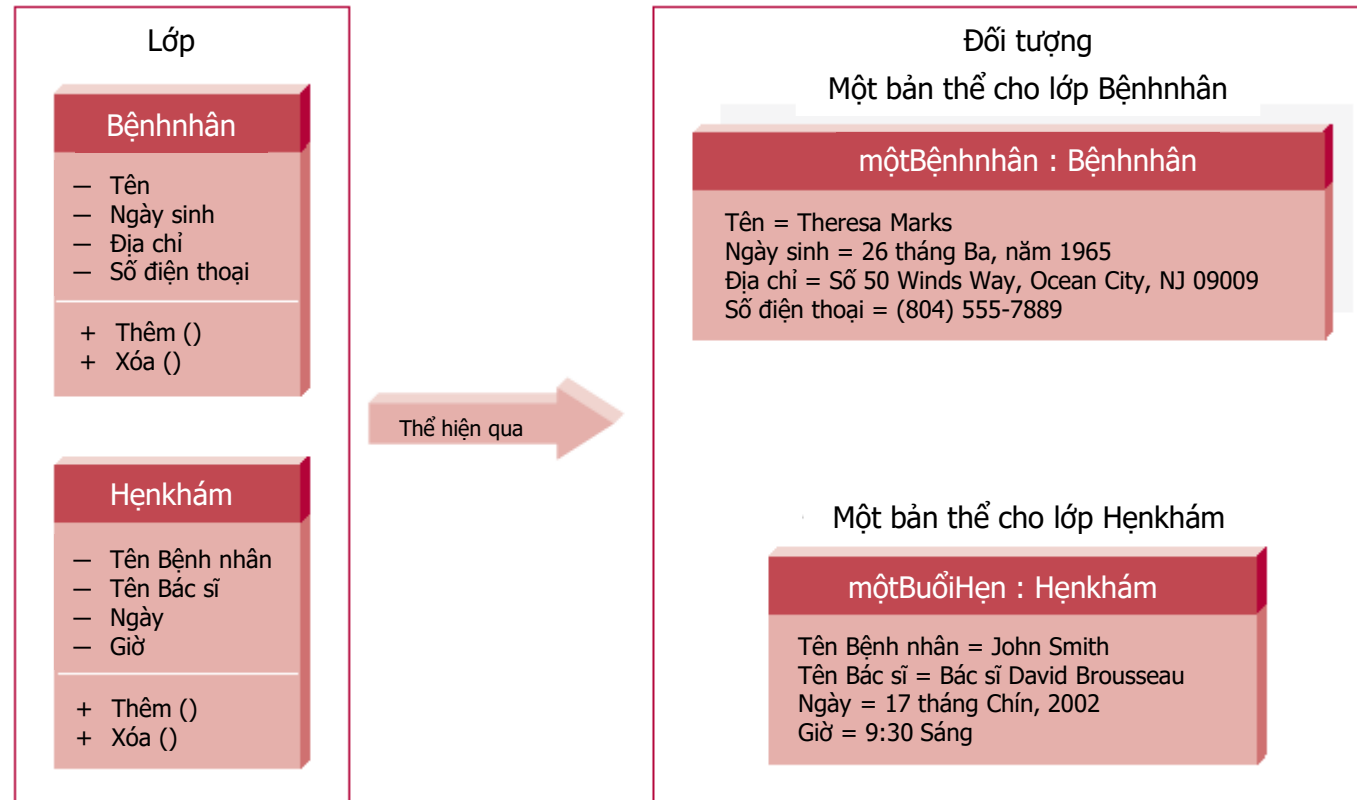 Lớp
Bệnhnhân
— Tên
— Ngày sinh
— Địa chỉ
— Số điện thoại
+ Thêm ()
+ Xóa ()
Hẹnkhám
— Tên Bệnh nhân
— Tên Bác sĩ
— Ngày
— Giờ
+ Thêm ()
+ Xóa ()
Thể hiện qua
Đối tượng
Một bản thể cho lớp Bệnhnhân
mộtBệnhnhân : Bệnhnhân
Tên = Theresa Marks
Ngày sinh = 26 tháng Ba, năm 1965
Địa chỉ = Số 50 Winds Way, Ocean City, NJ 09009
Số điện thoại = (804) 555-7889
Một bản thể cho lớp Hẹnkhám
mộtBuổiHẹn : Hẹnkhám
Tên Bệnh nhân = John Smith
Tên Bác sĩ = Bác sĩ David Brousseau
Ngày = 17 tháng Chín, 2002
Giờ = 9:30 Sáng